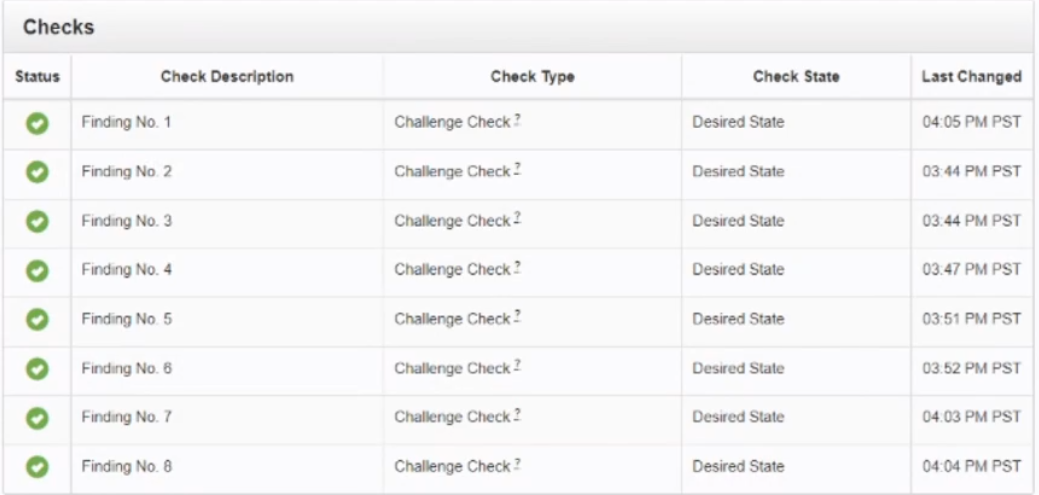 Checks
Status Check Description Check Type Check State Last Changed
Finding No. 1 Challenge Check ? Desired State 04:05 PM PST
Finding No. 2 Challenge Check ? Desired State 03:44 PM PST
Finding No. 3 Challenge Check ? Desired State 03:44 PM PST
Finding No. 4 Challenge Check ? Desired State 03:47 PM PST
Finding No. 5 Challenge Check ? Desired State 03:51 PM PST
Finding No. 6 Challenge Check ? Desired State 03:52 PM PST
Finding No. 7 Challenge Check ? Desired State 04:03 PM PST
Finding No. 8 Challenge Check ? Desired State 04:04 PM PST